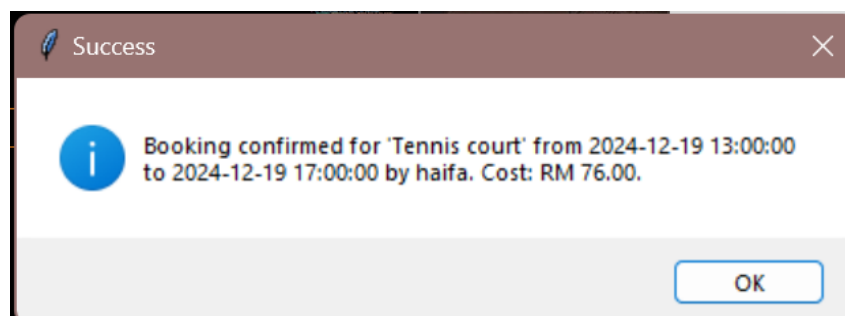 Success
Booking confirmed for 'Tennis court' from 2024-12-19 13:00:00
to 2024-12-19 17:00:00 by haifa. Cost: RM 76.00.
OK